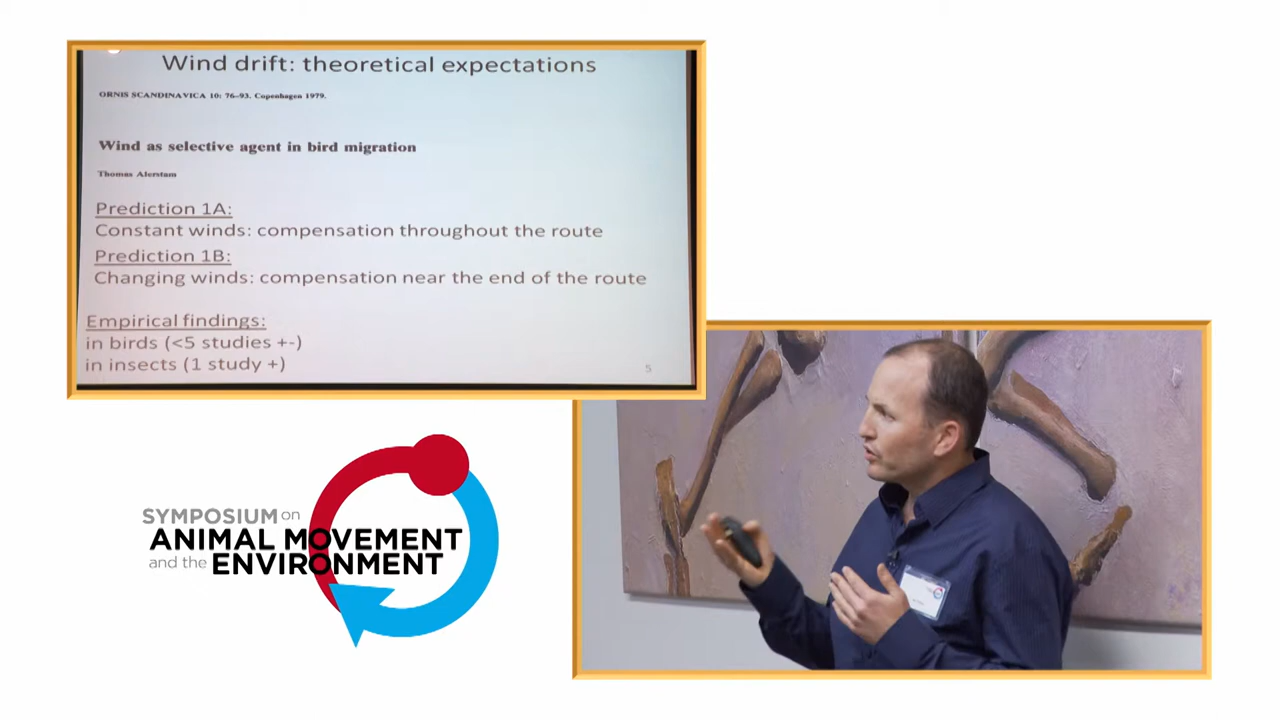 Wind drift: theoretical expectations
ORNIS SCANDINAVICA 10: 76–93. Copenhagen 1979.
Wind as selective agent in bird migration
Thomas Alerstam
Prediction 1A:
Constant winds: compensation throughout the route
Prediction 1B:
Changing winds: compensation near the end of the route
Empirical findings:
in birds (<5 studies +-)
in insects (1 study +)
5
SYMPOSIUM on
ANIMAL MOVEMENT
and the ENVIRONMENT